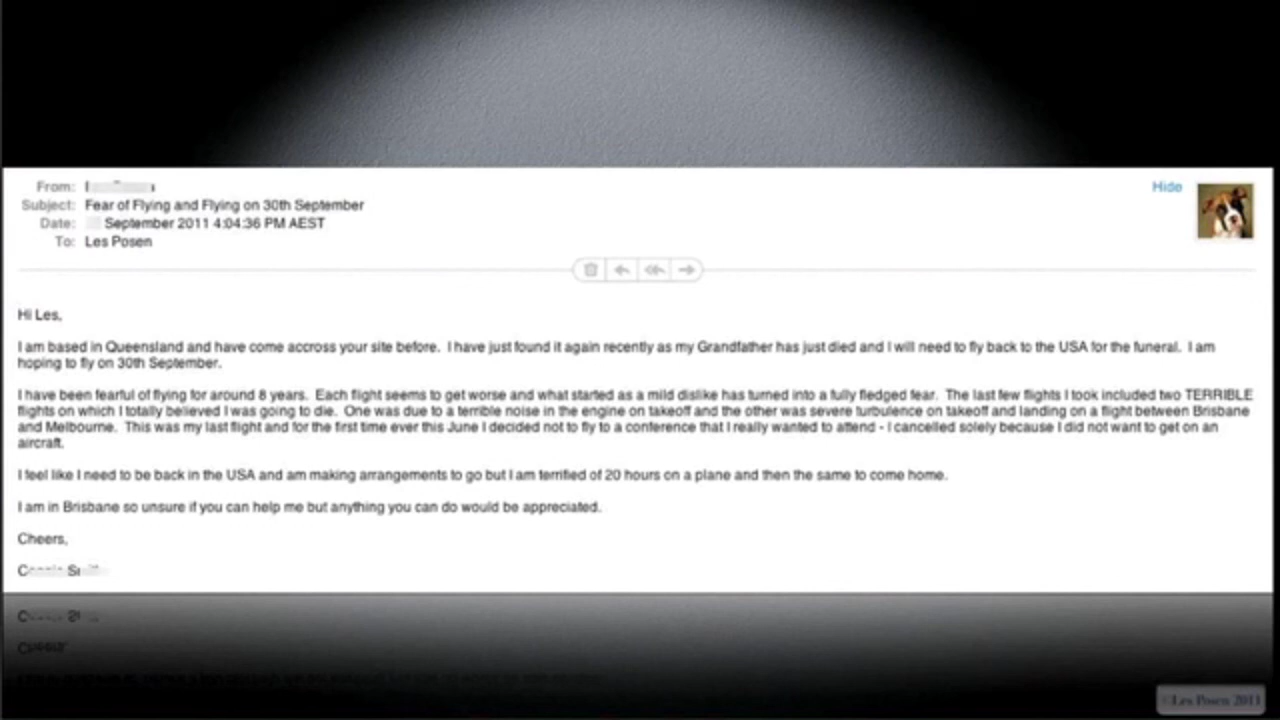 From:
Hide
Subject: Fear of Flying and Flying on 30th September
Date: September 2011 4:04:36 PM AEST
To: Les Posen
Hi Les,
I am based in Queensland and have come accross your site before. I have just found it again recently as my Grandfather has just died and I will need to fly back to the USA for the funeral. I am
hoping to fly on 30th September.
I have been fearful of flying for around 8 years. Each flight seems to get worse and what started as a mild dislike has turned into a fully fledged fear. The last few flights I took included two TERRIBLE
flights on which I totally believed I was going to die. One was due to a terrible noise in the engine on takeoff and the other was severe turbulence on takeoff and landing on a flight between Brisbane
and Melbourne. This was my last flight and for the first time ever this June I decided not to fly to a conference that I really wanted to attend - I cancelled solely because I did not want to get on an
aircraft.
I feel like I need to be back in the USA and am making arrangements to go but I am terrified of 20 hours on a plane and then the same to come home.
I am in Brisbane so unsure if you can help me but anything you can do would be appreciated.
Cheers,
©Les Posen 2011